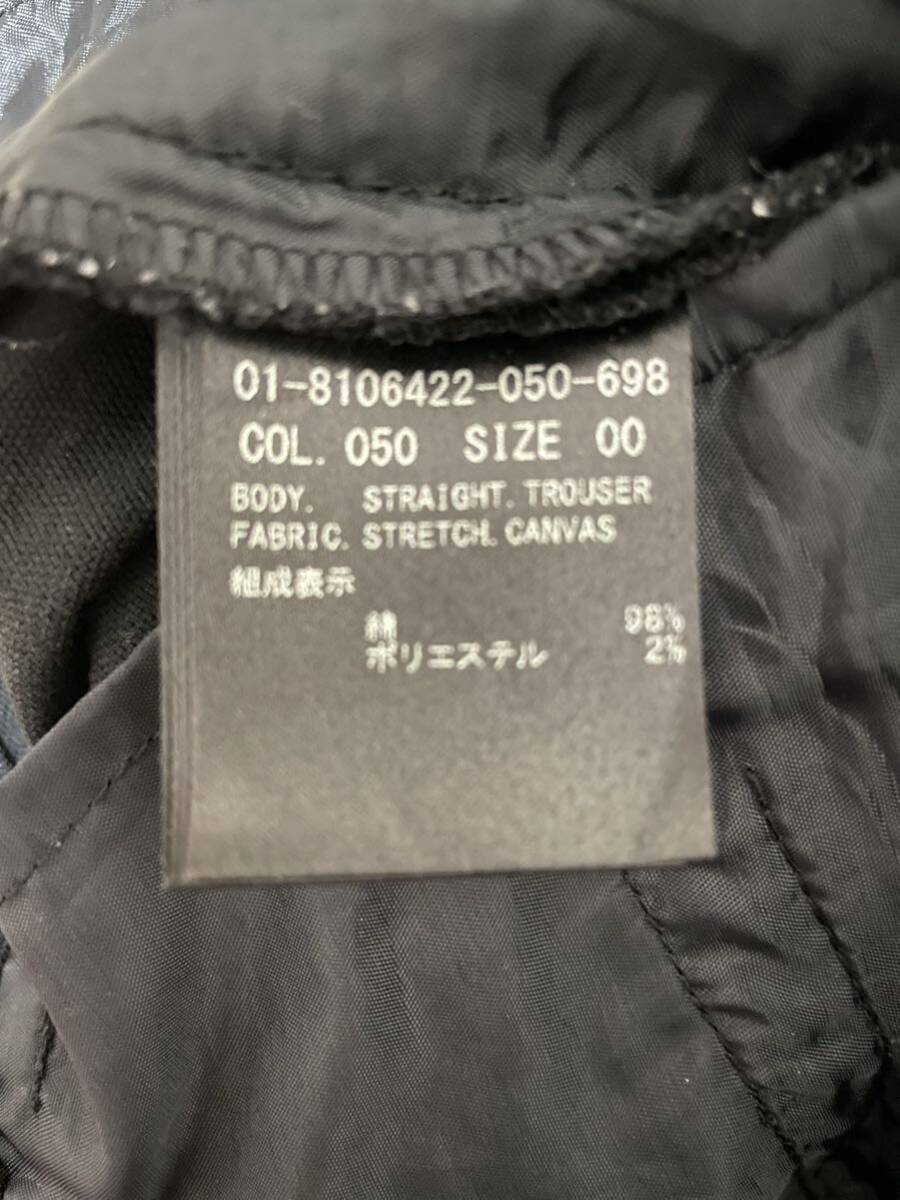 01-8106422-050-698
COL. 050 SIZE 00
BODY. STRAIGHT. TROUSER
FABRIC. STRETCH. CANVAS
組成表示
綿 98%
ポリエステル 2%